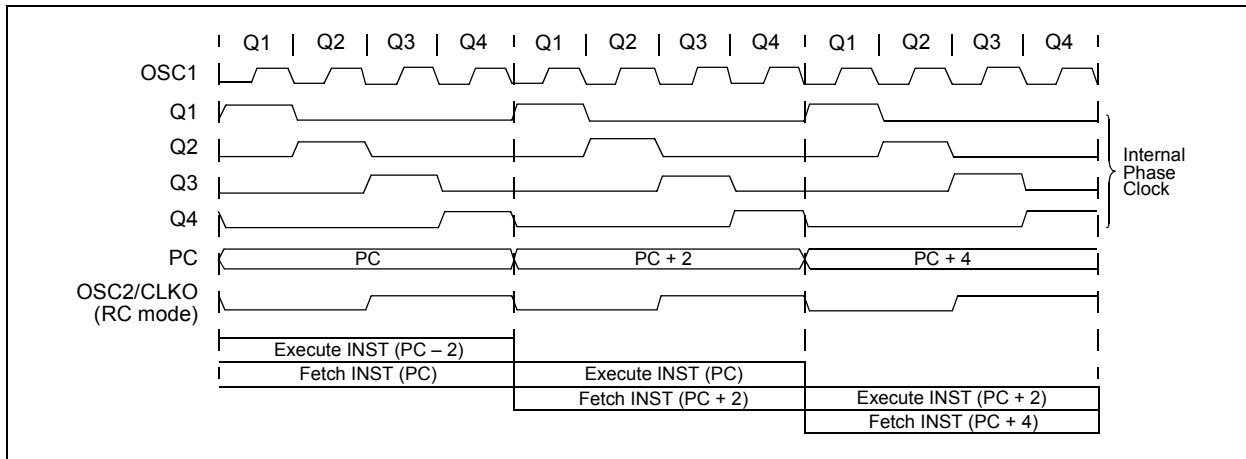 Q1 Q2 Q3 Q4 Q1 Q2 Q3 Q4 Q1 Q2 Q3 Q4
OSC1
Q1
Q2
Q3
Q4
Internal
Phase
Clock
PC PC PC + 2 PC + 4
OSC2/CLKO
(RC mode)
Execute INST (PC – 2)
Fetch INST (PC) Execute INST (PC)
Fetch INST (PC + 2) Execute INST (PC + 2)
Fetch INST (PC + 4)